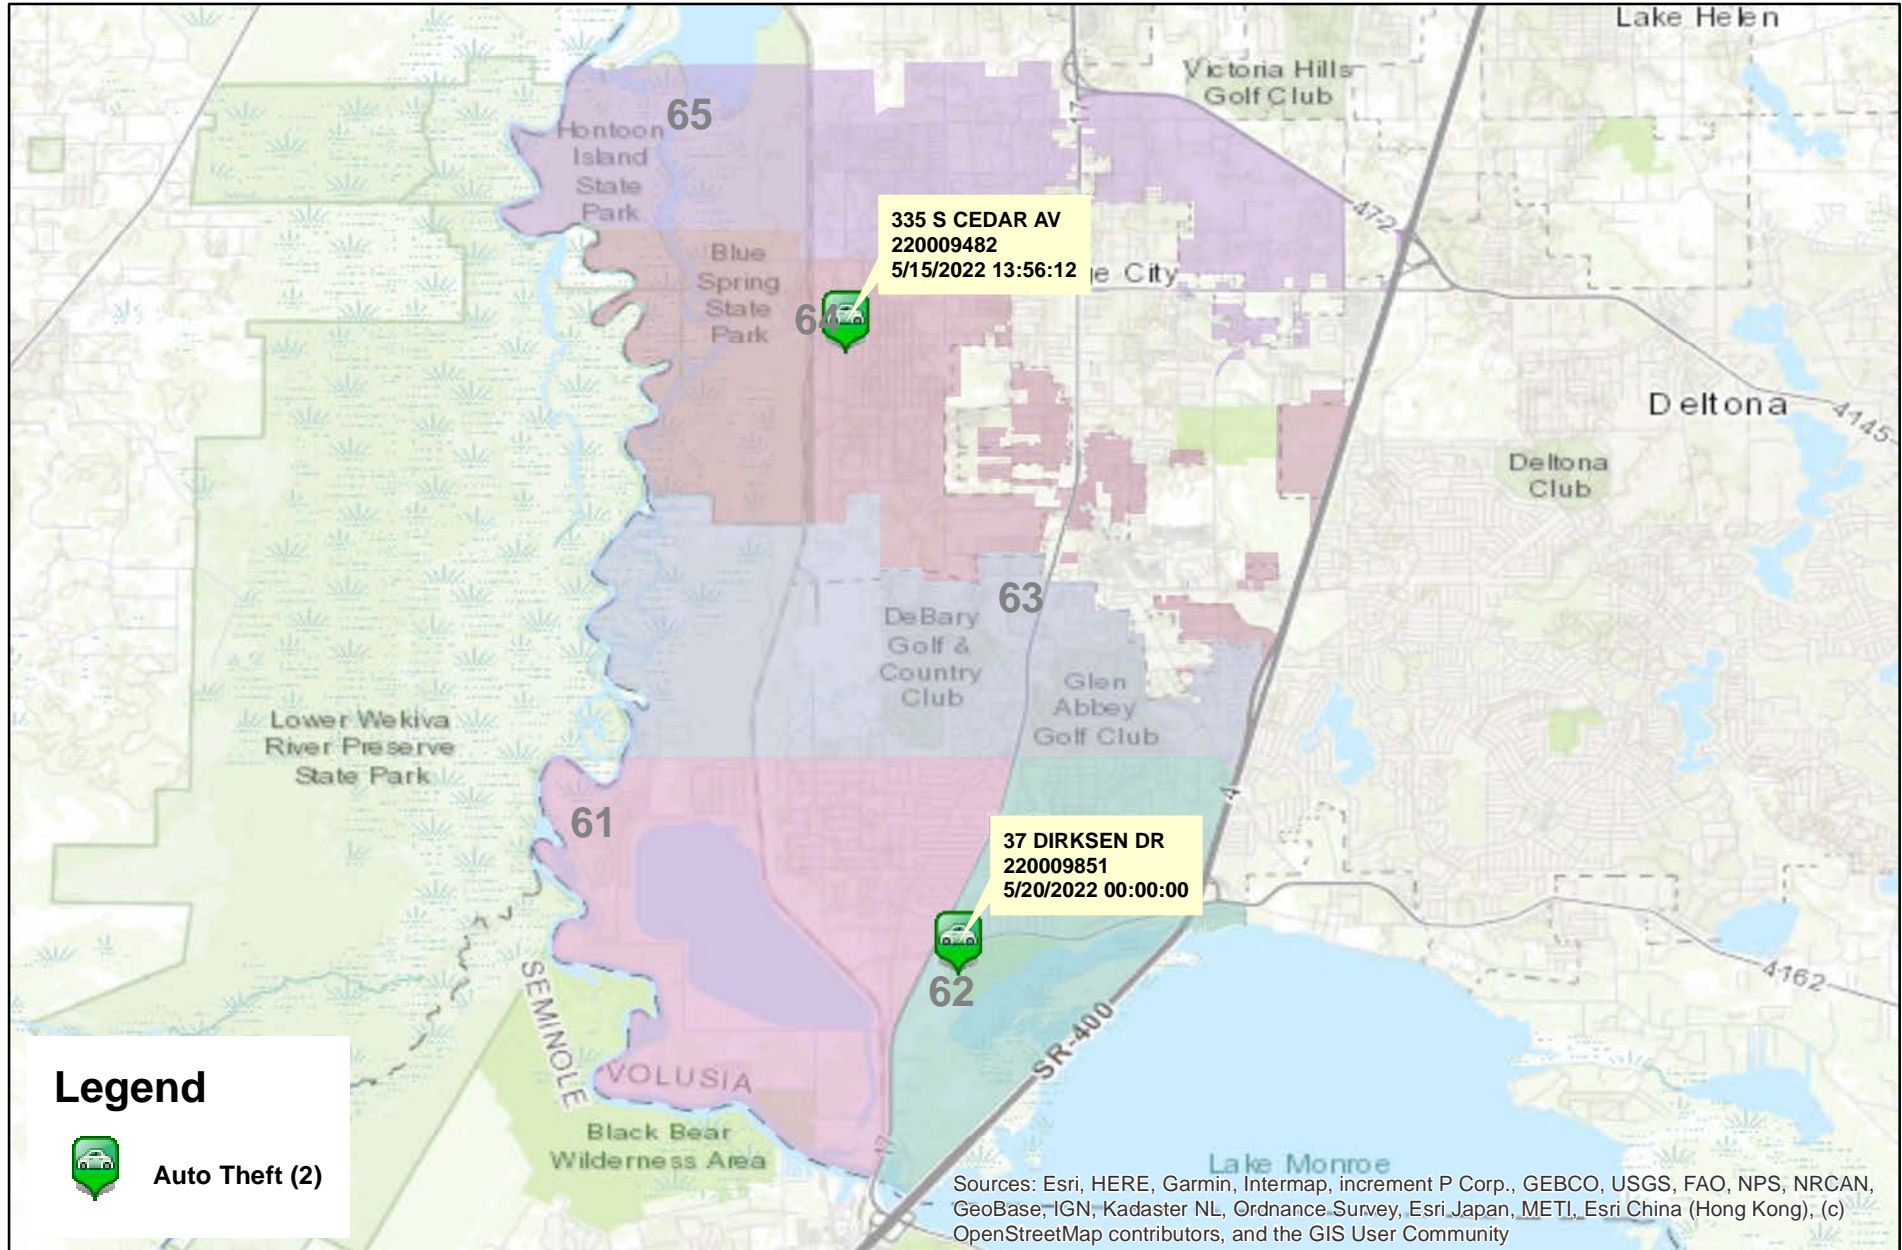 Lake Helen
Victoria Hills
Golf Club
17
65
Hontoon
Island
State
Park
472
335 S CEDAR AV
220009482
5/15/2022 13:56:12
ge City
Blue
Spring
State
Park
64
Deltona
4145
Deltona
Club
63
DeBary
Golf &
Country
Club
Glen
Abbey
Golf Club
Lower Wekiva
River Preserve
State Park
4
61
37 DIRKSEN DR
220009851
5/20/2022 00:00:00
62
4162
SEMINOLE
VOLUSIA
SR-400
Black Bear
Wilderness Area
17
Lake Monroe
Legend
Auto Theft (2)
Sources: Esri, HERE, Garmin, Intermap, increment P Corp., GEBCO, USGS, FAO, NPS, NRCAN,
GeoBase, IGN, Kadaster NL, Ordnance Survey, Esri Japan, METI, Esri China (Hong Kong), (c)
OpenStreetMap contributors, and the GIS User Community